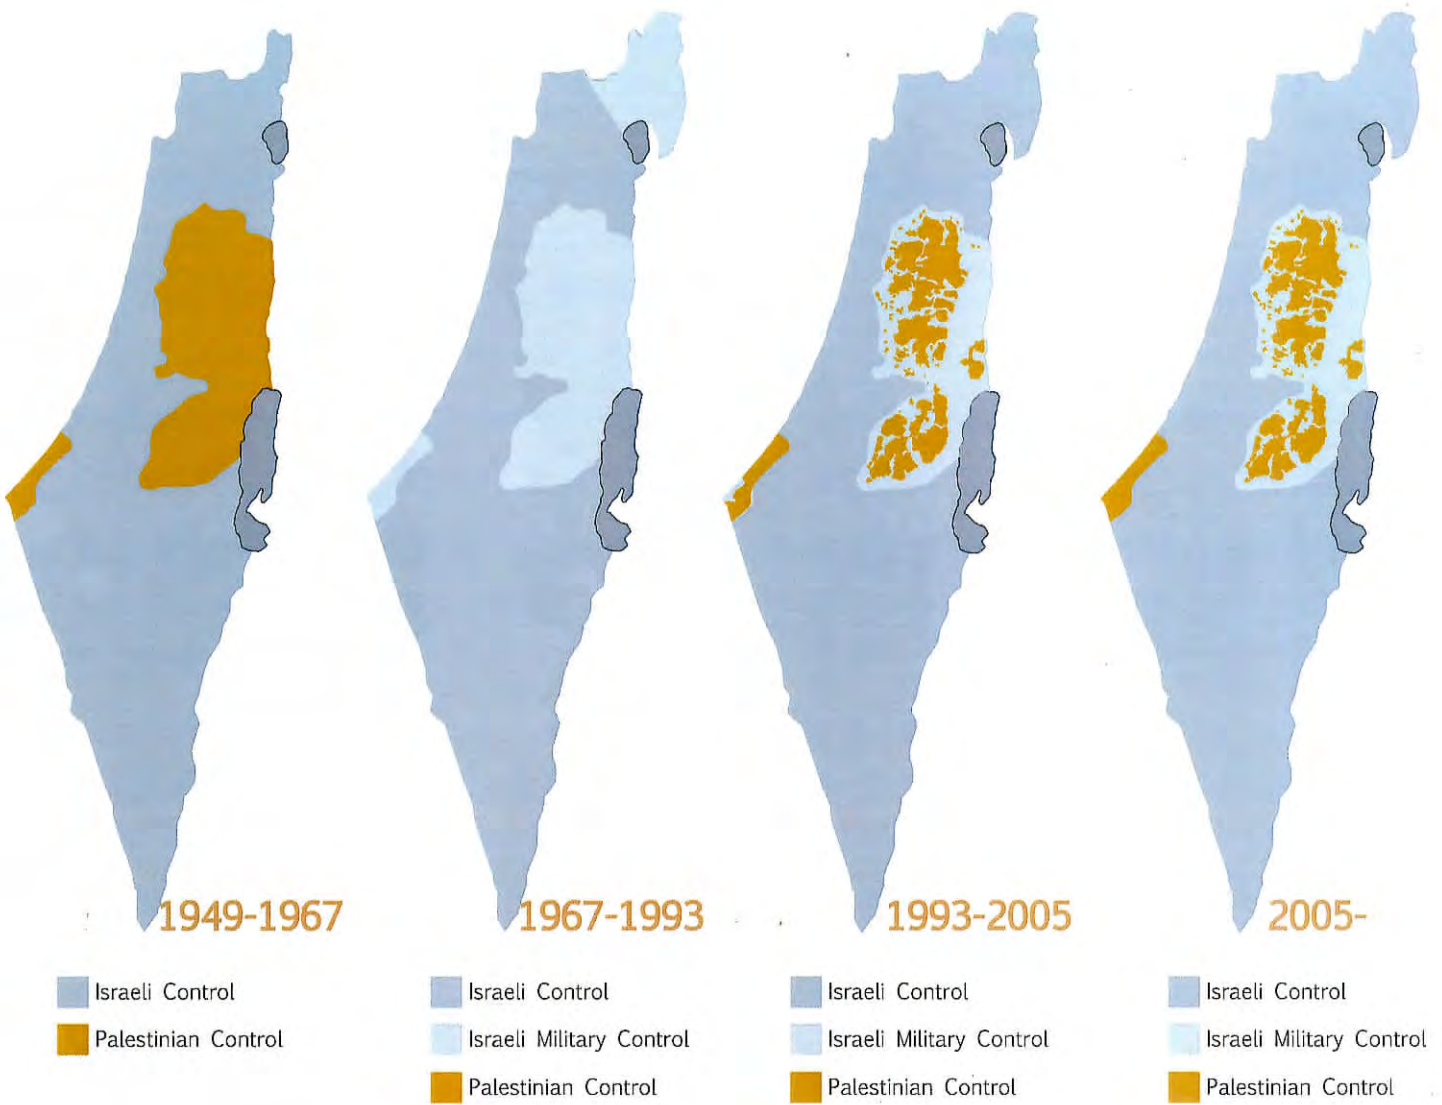 1949-1967
Israeli Control
Palestinian Control
1967-1993
Israeli Control
Israeli Military Control
Palestinian Control
1993-2005
Israeli Control
Israeli Military Control
Palestinian Control
2005-
Israeli Control
Israeli Military Control
Palestinian Control